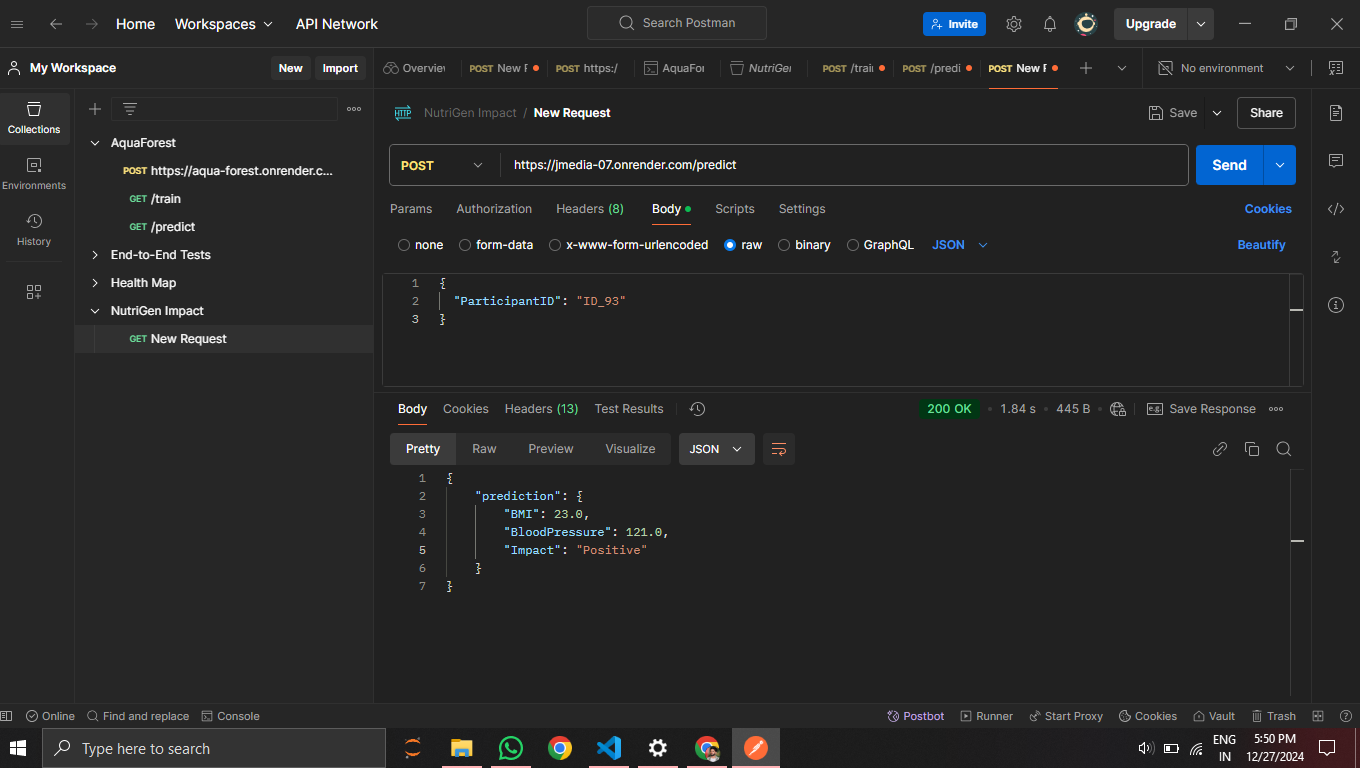 Home Workspaces API Network Search Postman Invite Upgrade
My Workspace New Import Overview POST New F POST https:/ AquaFor NutriGen POST /train POST /predi POST New F No environment
Collections
Environments
History
AquaForest
POST https://aqua-forest.onrender.c...
GET /train
GET /predict
End-to-End Tests
Health Map
NutriGen Impact
GET New Request
HTTP NutriGen Impact / New Request Save Share
POST https://jmedia-07.onrender.com/predict Send
Params Authorization Headers (8) Body Scripts Settings Cookies
none form-data x-www-form-urlencoded raw binary GraphQL JSON Beautify
1 {
2 "ParticipantID": "ID_93"
3 }
Body Cookies Headers (13) Test Results 200 OK 1.84 s 445 B e.g. Save Response
Pretty Raw Preview Visualize JSON
1 {
2 "prediction": {
3 "BMI": 23.0,
4 "BloodPressure": 121.0,
5 "Impact": "Positive"
6 }
7 }
Online Find and replace Console Postbot Runner Start Proxy Cookies Vault Trash
Type here to search
ENG
IN
5:50 PM
12/27/2024